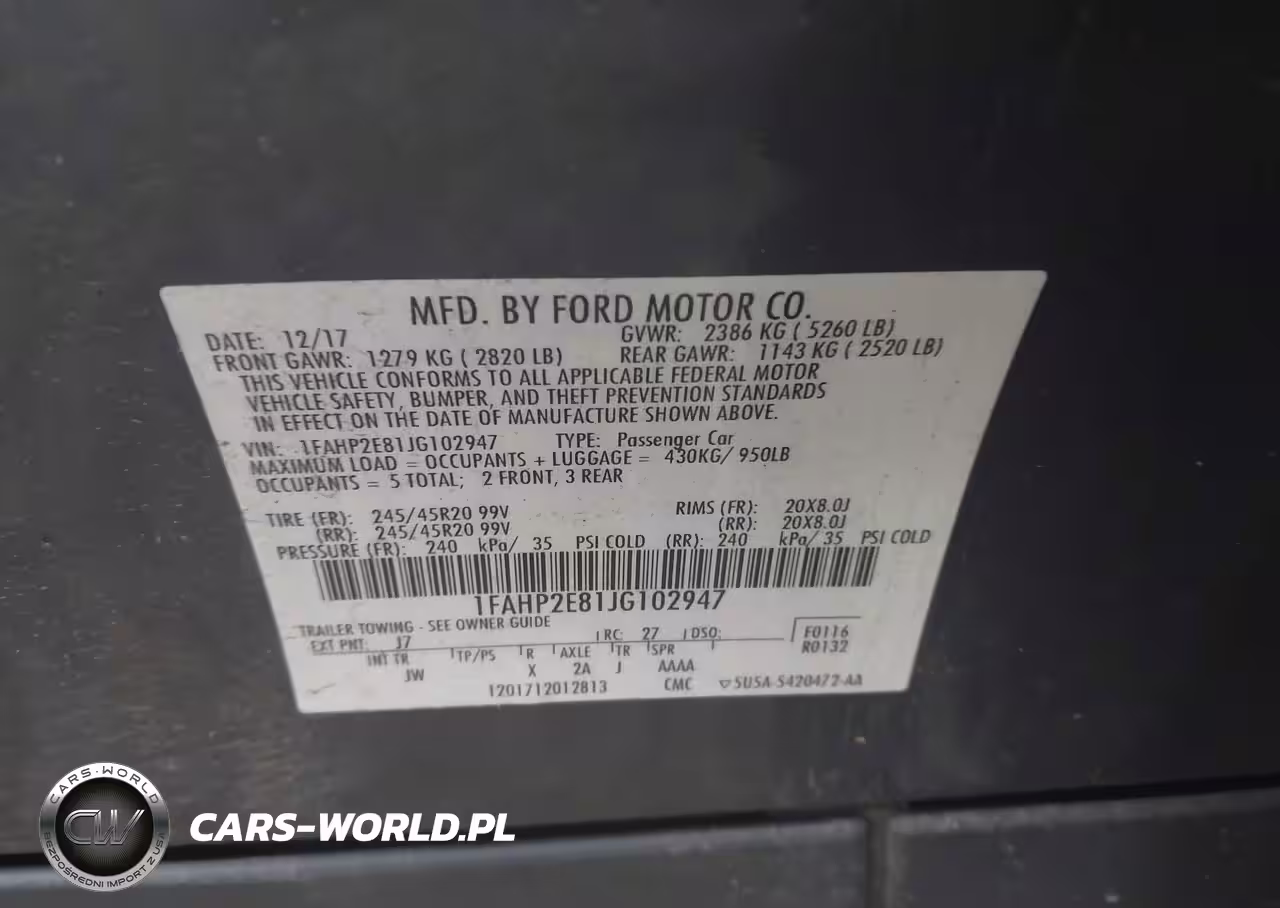 MFD. BY FORD MOTOR CO.
DATE: 12/17 GVWR: 2386 KG ( 5260 LB)
FRONT GAWR: 1279 KG ( 2820 LB) REAR GAWR: 1143 KG ( 2520 LB)
THIS VEHICLE CONFORMS TO ALL APPLICABLE FEDERAL MOTOR
VEHICLE SAFETY, BUMPER, AND THEFT PREVENTION STANDARDS
IN EFFECT ON THE DATE OF MANUFACTURE SHOWN ABOVE.
VIN: 1FAHP2E81JG102947 TYPE: Passenger Car
MAXIMUM LOAD = OCCUPANTS + LUGGAGE = 430KG/ 950LB
OCCUPANTS = 5 TOTAL; 2 FRONT, 3 REAR
TIRE (FR): 245/45R20 99V RIMS (FR): 20X8.0J
(RR): 245/45R20 99V (RR): 20X8.0J
PRESSURE (FR): 240 kPa/ 35 PSI COLD (RR): 240 kPa/ 35 PSI COLD
1FAHP2E81JG102947
TRAILER TOWING - SEE OWNER GUIDE
EXT PNT: J7 RC: 27 DSO: F0116
R0132
INT TR TP/PS R AXLE TR SPR
JW X 2A J AAAA
1201712012813 CMC ▽5U5A-5420472-AA
CARS-WORLD
CW
BEZPOŚREDNI IMPORT Z USA
CARS-WORLD.PL